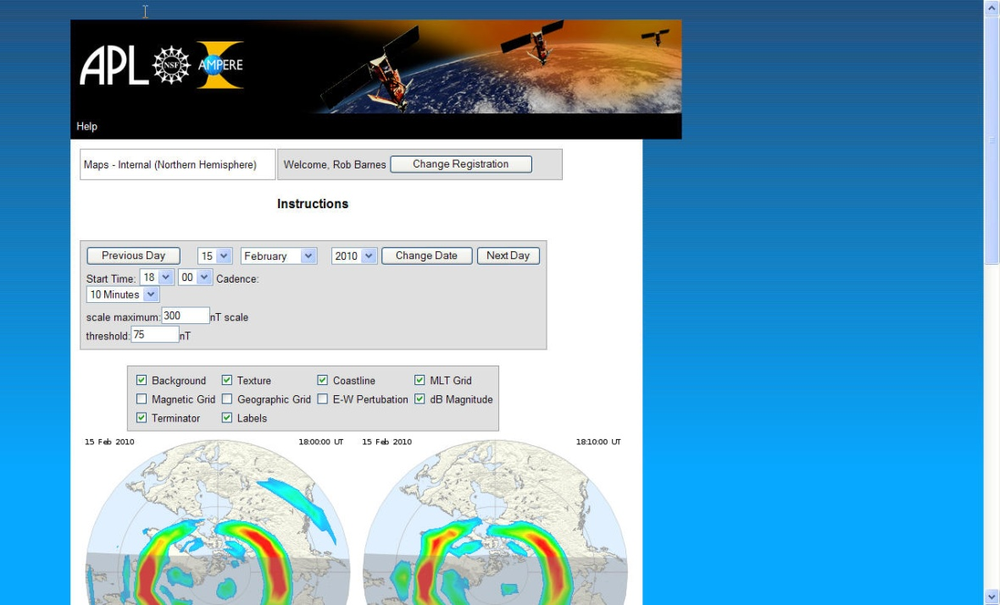 APL NSF AMPERE
Help
Maps - Internal (Northern Hemisphere) Welcome, Rob Barnes Change Registration
Instructions
Previous Day 15 February 2010 Change Date Next Day
Start Time: 18 00 Cadence:
10 Minutes
scale maximum: 300 nT scale
threshold: 75 nT
Background Texture Coastline MLT Grid
Magnetic Grid Geographic Grid E-W Pertubation dB Magnitude
Terminator Labels
15 Feb 2010 18:00:00 UT 15 Feb 2010 18:10:00 UT